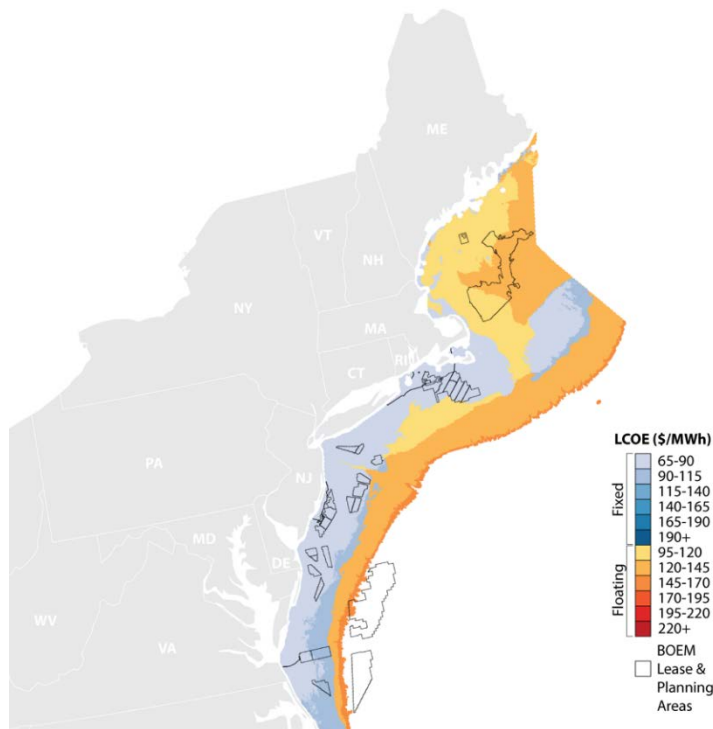 ME
VT
NH
NY
MA
CT
RI
PA
NJ
MD
DE
WV
VA
LCOE ($/MWh)
Fixed
65-90
90-115
115-140
140-165
165-190
190+
Floating
95-120
120-145
145-170
170-195
195-220
220+
BOEM
Lease &
Planning
Areas